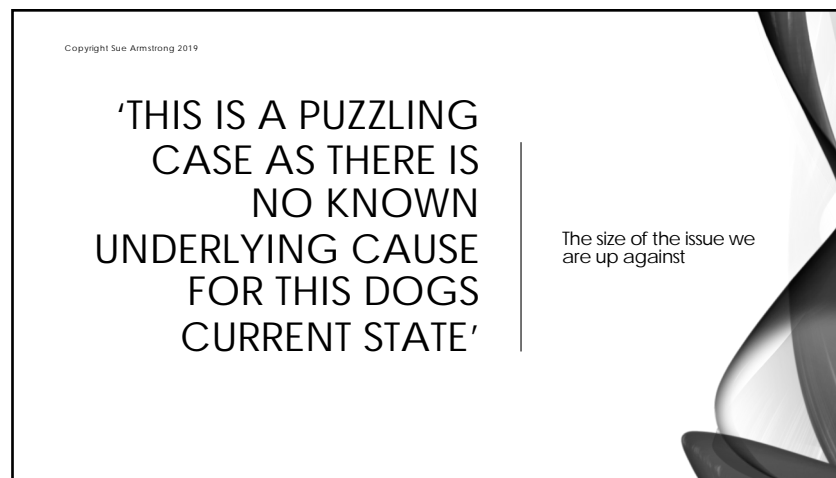 Copyright Sue Armstrong 2019
‘THIS IS A PUZZLING
CASE AS THERE IS
NO KNOWN
UNDERLYING CAUSE
FOR THIS DOGS
CURRENT STATE’
The size of the issue we
are up against